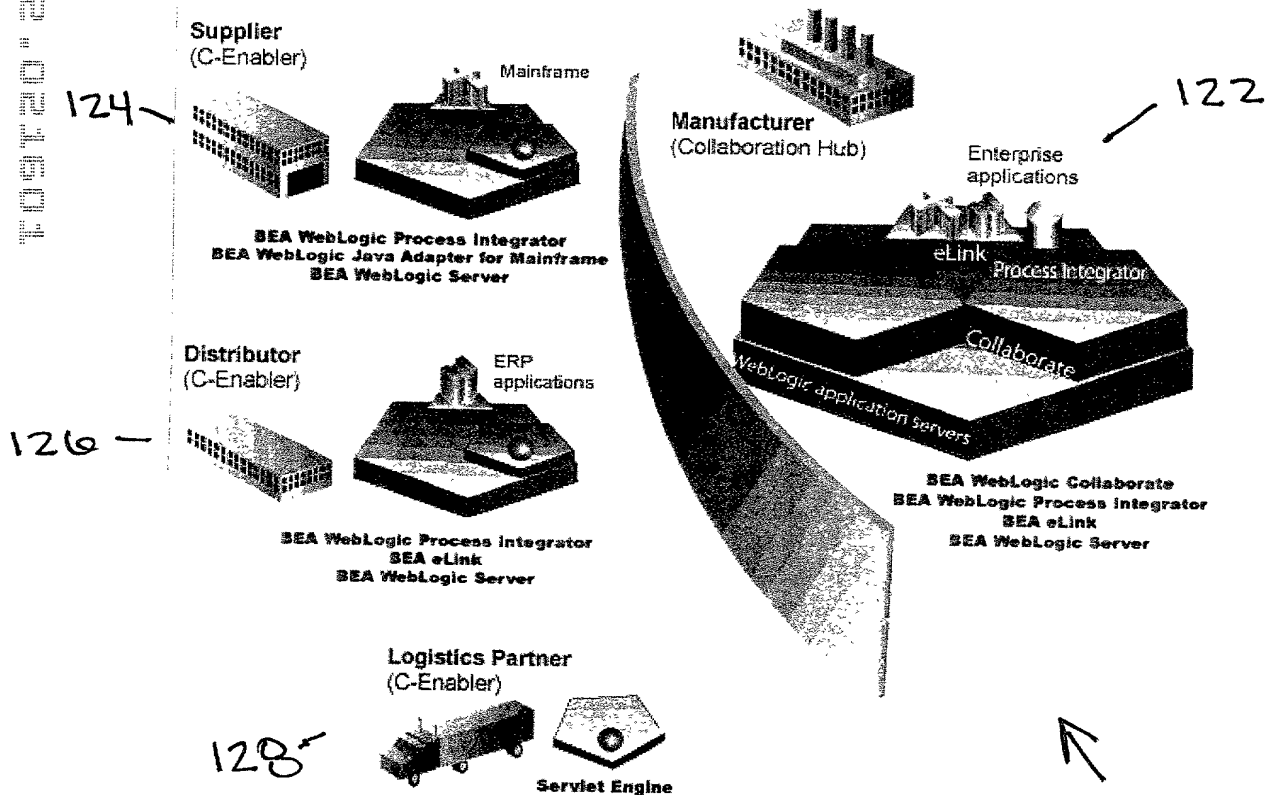 Supplier
(C-Enabler)
Mainframe
124
BEA WebLogic Process Integrator
BEA WebLogic Java Adapter for Mainframe
BEA WebLogic Server
Manufacturer
(Collaboration Hub)
122
Enterprise
applications
eLink
Process Integrator
Collaborate
WebLogic application servers
BEA WebLogic Collaborate
BEA WebLogic Process Integrator
BEA eLink
BEA WebLogic Server
Distributor
(C-Enabler)
ERP
applications
126
BEA WebLogic Process Integrator
BEA eLink
BEA WebLogic Server
Logistics Partner
(C-Enabler)
128
Servlet Engine